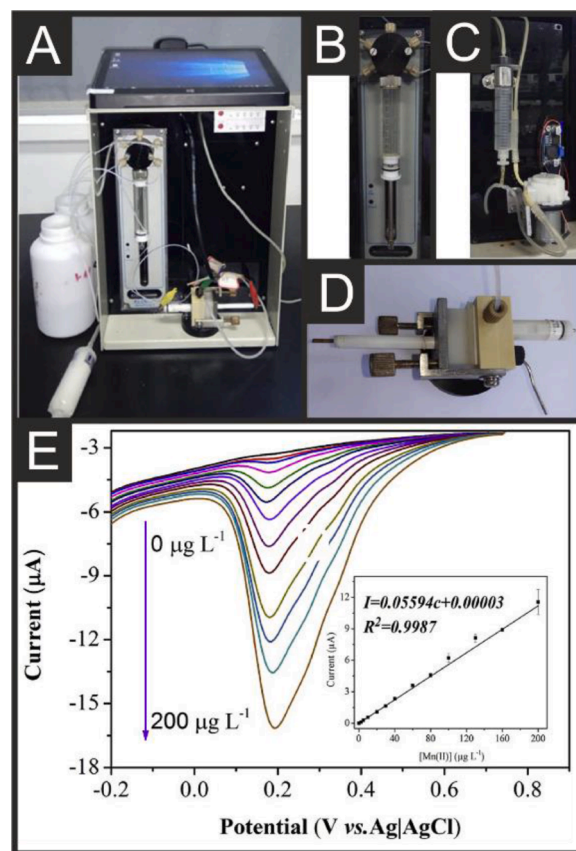 A
B
C
D
E
-3
-6
-9
-12
-15
-18
Current (µA)
0 µg L⁻¹
200 µg L⁻¹
I=0.05594c+0.00003
R²=0.9987
12
9
6
3
0
Current (µA)
0 40 80 120 160 200
[Mn(II)] (µg L⁻¹)
-0.2 0.0 0.2 0.4 0.6 0.8
Potential (V vs.Ag|AgCl)